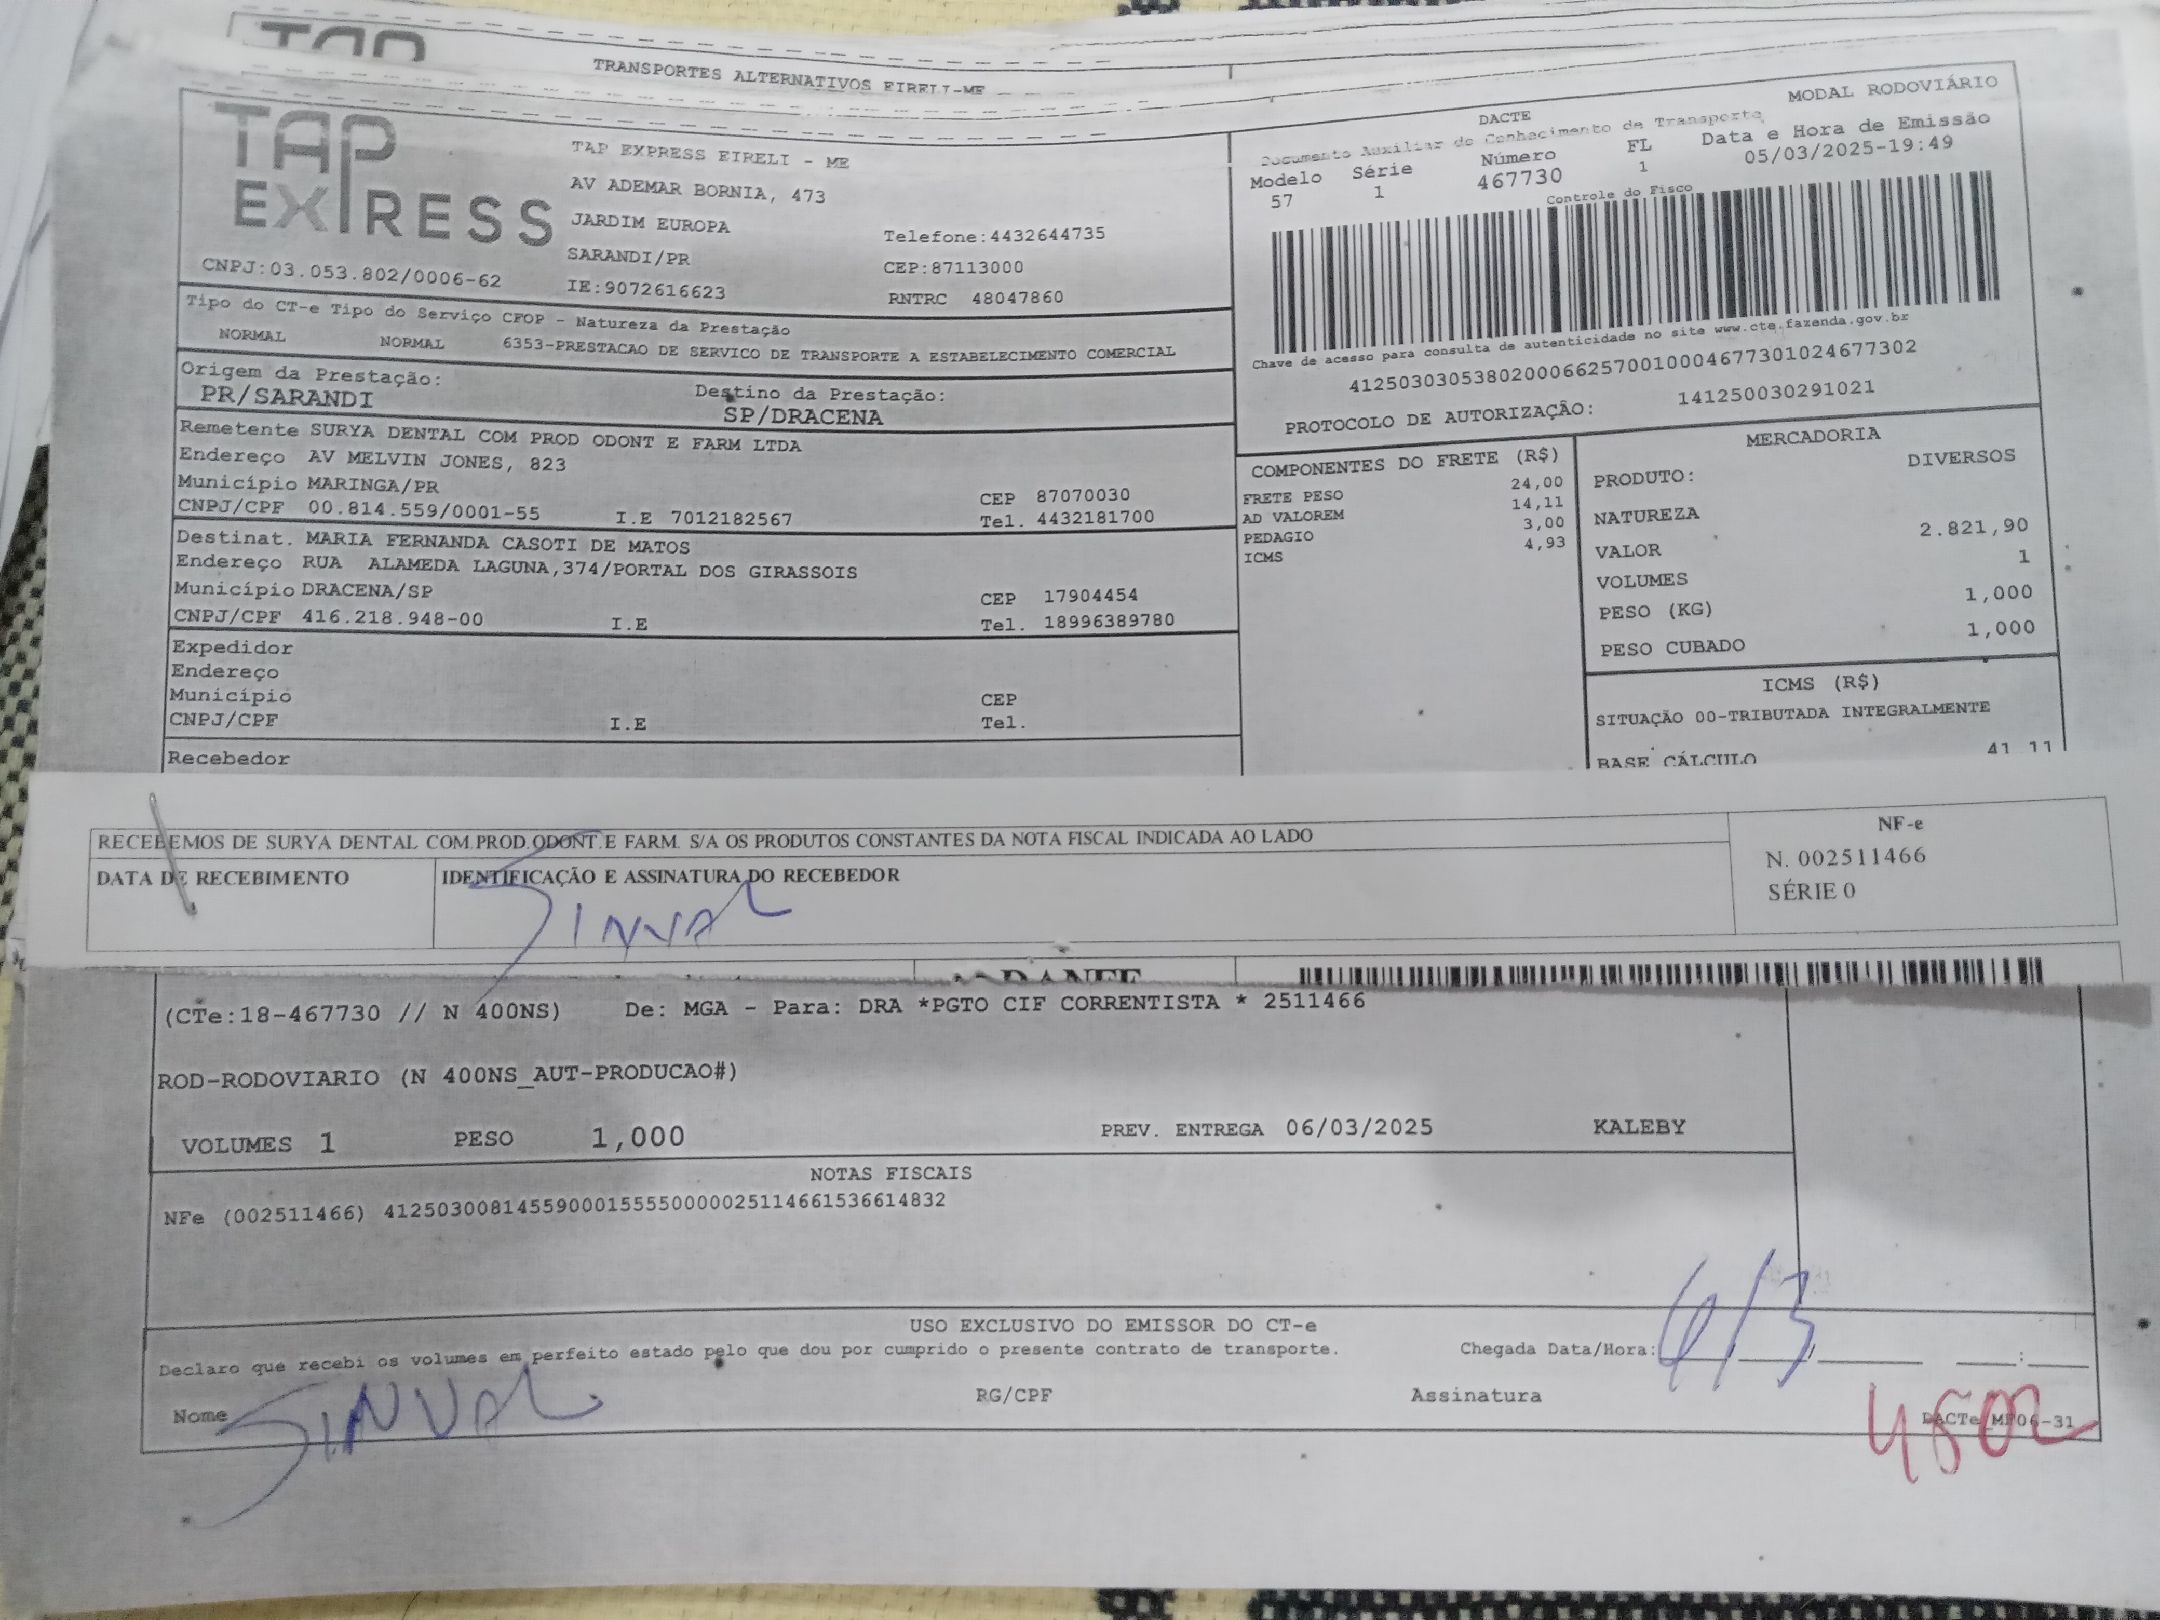 TAP
TRANSPORTES ALTERNATIVOS EIRELI-ME
TAP EXPRESS
TAP EXPRESS EIRELI - ME
AV ADEMAR BORNIA, 473
JARDIM EUROPA
Telefone:4432644735
SARANDI/PR
CEP:87113000
CNPJ:03.053.802/0006-62
IE:9072616623
RNTRC 48047860
DACTE
MODAL RODOVIÁRIO
Documento Auxiliar do Conhecimento de Transporte
Modelo Série Número FL Data e Hora de Emissão
57 1 467730 1 05/03/2025-19:49
Controle do Fisco
Chave de acesso para consulta de autenticidade no site www.cte.fazenda.gov.br
41250303053802000662570010004677301024677302
PROTOCOLO DE AUTORIZAÇÃO: 141250030291021
Tipo do CT-e Tipo do Serviço CFOP - Natureza da Prestação
NORMAL NORMAL 6353-PRESTACAO DE SERVICO DE TRANSPORTE A ESTABELECIMENTO COMERCIAL
Origem da Prestação: Destino da Prestação:
PR/SARANDI SP/DRACENA
Remetente SURYA DENTAL COM PROD ODONT E FARM LTDA
Endereço AV MELVIN JONES, 823
Município MARINGA/PR CEP 87070030
CNPJ/CPF 00.814.559/0001-55 I.E 7012182567 Tel. 4432181700
Destinat. MARIA FERNANDA CASOTI DE MATOS
Endereço RUA ALAMEDA LAGUNA,374/PORTAL DOS GIRASSOIS
Município DRACENA/SP CEP 17904454
CNPJ/CPF 416.218.948-00 I.E Tel. 18996389780
Expedidor
Endereço
Município CEP
CNPJ/CPF I.E Tel.
Recebedor
COMPONENTES DO FRETE (R$)
FRETE PESO 24,00
AD VALOREM 14,11
PEDAGIO 3,00
ICMS 4,93
MERCADORIA
PRODUTO: DIVERSOS
NATUREZA
VALOR 2.821,90
VOLUMES 1
PESO (KG) 1,000
PESO CUBADO 1,000
ICMS (R$)
SITUAÇÃO 00-TRIBUTADA INTEGRALMENTE
BASE CÁLCULO 41,11
RECEBEMOS DE SURYA DENTAL COM.PROD.ODONT.E FARM. S/A OS PRODUTOS CONSTANTES DA NOTA FISCAL INDICADA AO LADO
DATA DE RECEBIMENTO
IDENTIFICAÇÃO E ASSINATURA DO RECEBEDOR
SINVAL
NF-e
N. 002511466
SÉRIE 0
DANFE
(CTe:18-467730 // N 400NS) De: MGA - Para: DRA *PGTO CIF CORRENTISTA * 2511466
ROD-RODOVIARIO (N 400NS_AUT-PRODUCAO#)
VOLUMES 1 PESO 1,000 PREV. ENTREGA 06/03/2025 KALEBY
NOTAS FISCAIS
NFe (002511466) 41250300814559000155550000025114661536614832
USO EXCLUSIVO DO EMISSOR DO CT-e
Declaro que recebi os volumes em perfeito estado pelo que dou por cumprido o presente contrato de transporte. Chegada Data/Hora: 6/3
Nome SINVAL RG/CPF Assinatura
DACTe MP06-31